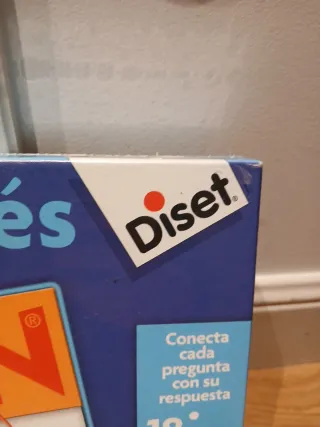 és
Diset®
N®
Conecta
cada
pregunta
con su
respuesta